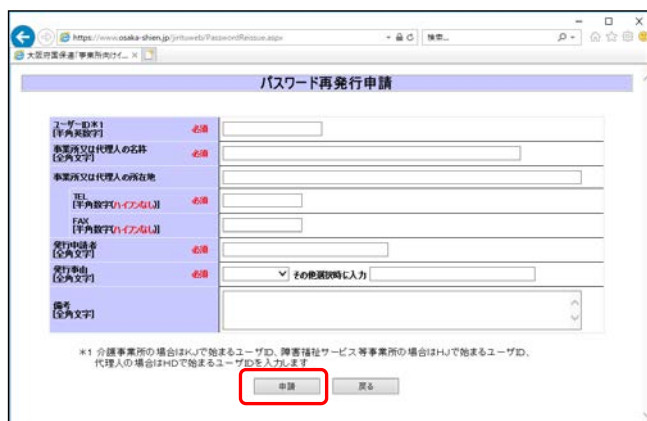 https://www.osaka-shien.jp/jintuweb/PasswordReissue.aspx
検索...
大阪府国保連「事業所向けイ...
パスワード再発行申請
ユーザーID*1
[半角英数字]
必須
事業所又は代理人の名称
[全角文字]
必須
事業所又は代理人の所在地
TEL
[半角数字(ハイフンなし)]
必須
FAX
[半角数字(ハイフンなし)]
発行申請者
[全角文字]
必須
発行事由
[全角文字]
必須
その他選択時に入力
備考
[全角文字]
*1 介護事業所の場合はKJで始まるユーザID、障害福祉サービス等事業所の場合はHJで始まるユーザID、
代理人の場合はHDで始まるユーザIDを入力します
申請
戻る